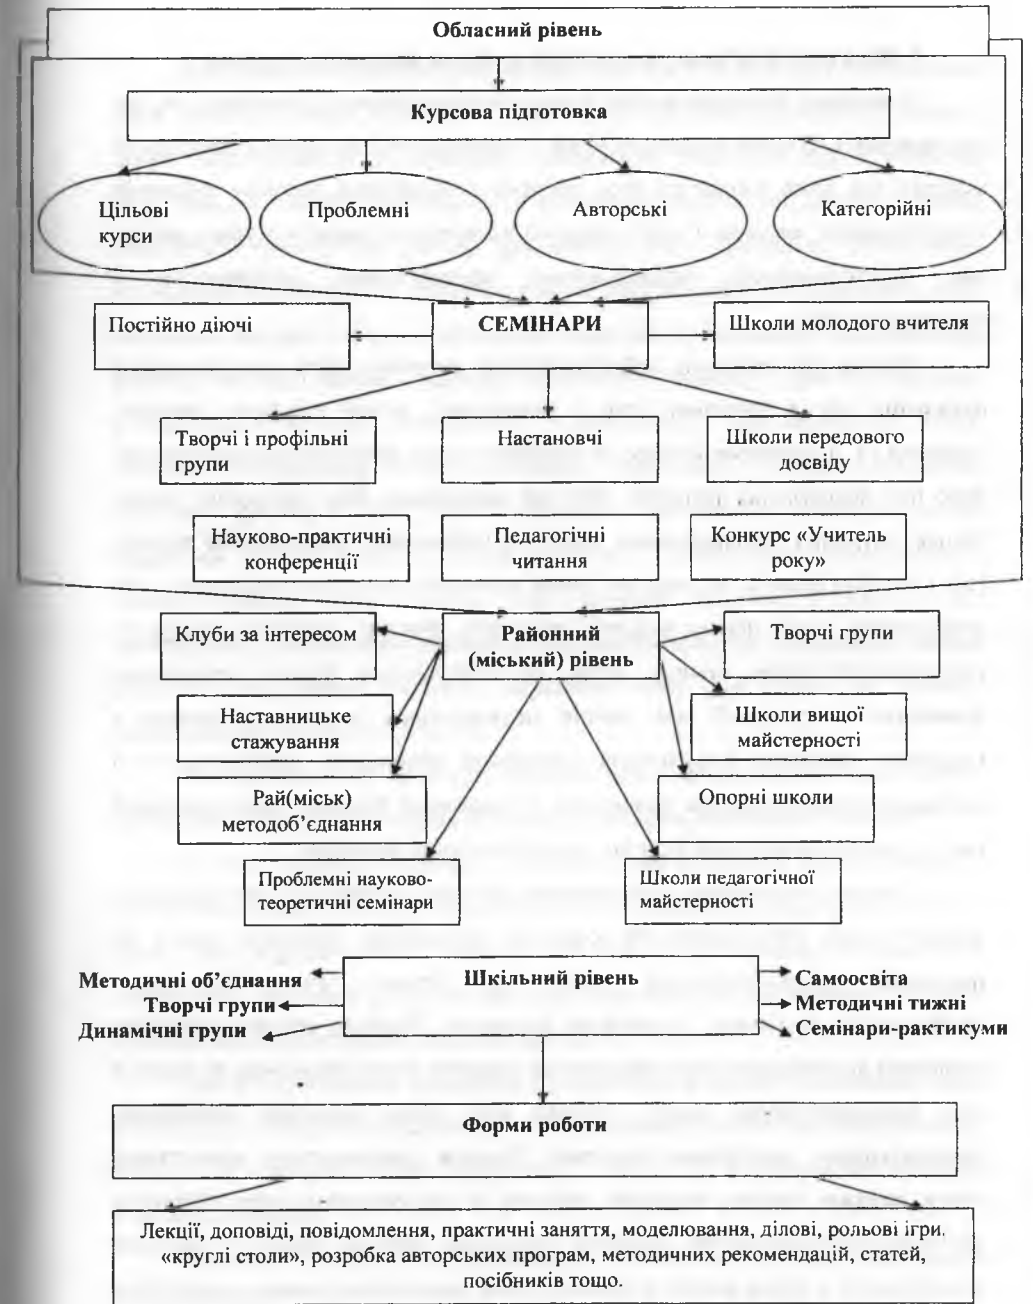 Обласний рівень
Курсова підготовка
Цільові
курси
Проблемні
Авторські
Категорійні
Постійно діючі
СЕМІНАРИ
Школи молодого вчителя
Творчі і профільні
групи
Настановчі
Школи передового
досвіду
Науково-практичні
конференції
Педагогічні
читання
Конкурс «Учитель
року»
Клуби за інтересом
Районний
(міський) рівень
Творчі групи
Наставницьке
стажування
Школи вищої
майстерності
Рай(міськ)
методоб’єднання
Опорні школи
Проблемні науково-
теоретичні семінари
Школи педагогічної
майстерності
Шкільний рівень
Методичні об’єднання
Творчі групи
Динамічні групи
Самоосвіта
Методичні тижні
Семінари-рактикуми
Форми роботи
Лекції, доповіді, повідомлення, практичні заняття, моделювання, ділові, рольові ігри.
«круглі столи», розробка авторських програм, методичних рекомендацій, статей,
посібників тощо.